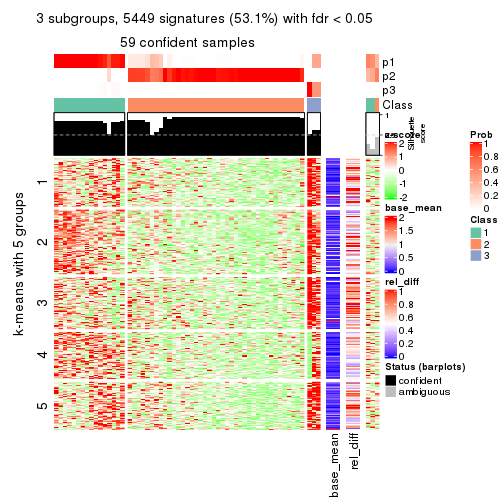 3 subgroups, 5449 signatures (53.1%) with fdr < 0.05
59 confident samples
p1
p2
p3
Class
1
Silhouette
score
k-means with 5 groups
1
2
3
4
5
base_mean
rel_diff
z-score
2
1
0
-1
-2
base_mean
2
1.5
1
0.5
0
rel_diff
1
0.8
0.6
0.4
0.2
0
Status (barplots)
confident
ambiguous
Prob
1
0.8
0.6
0.4
0.2
0
Class
1
2
3